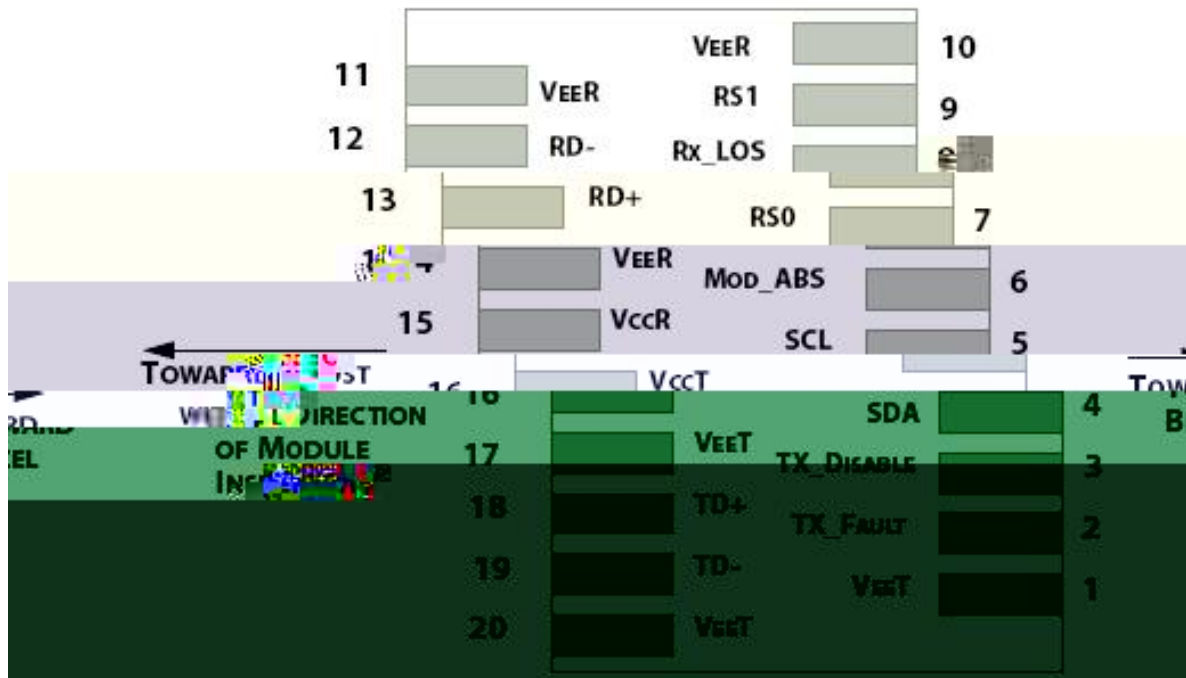 VEER 10
11 VEER
RS1 9
12 RD-
RX_LOS
13 RD+
RS0 7
VEER
MOD_ABS 6
15 VCCR
SCL 5
16 VCCT
SDA 4
17 VEET
TX_DISABLE 3
DIRECTION
OF MODULE
18 TD+
TX_FAULT 2
19 TD-
VEET 1
20 VEET